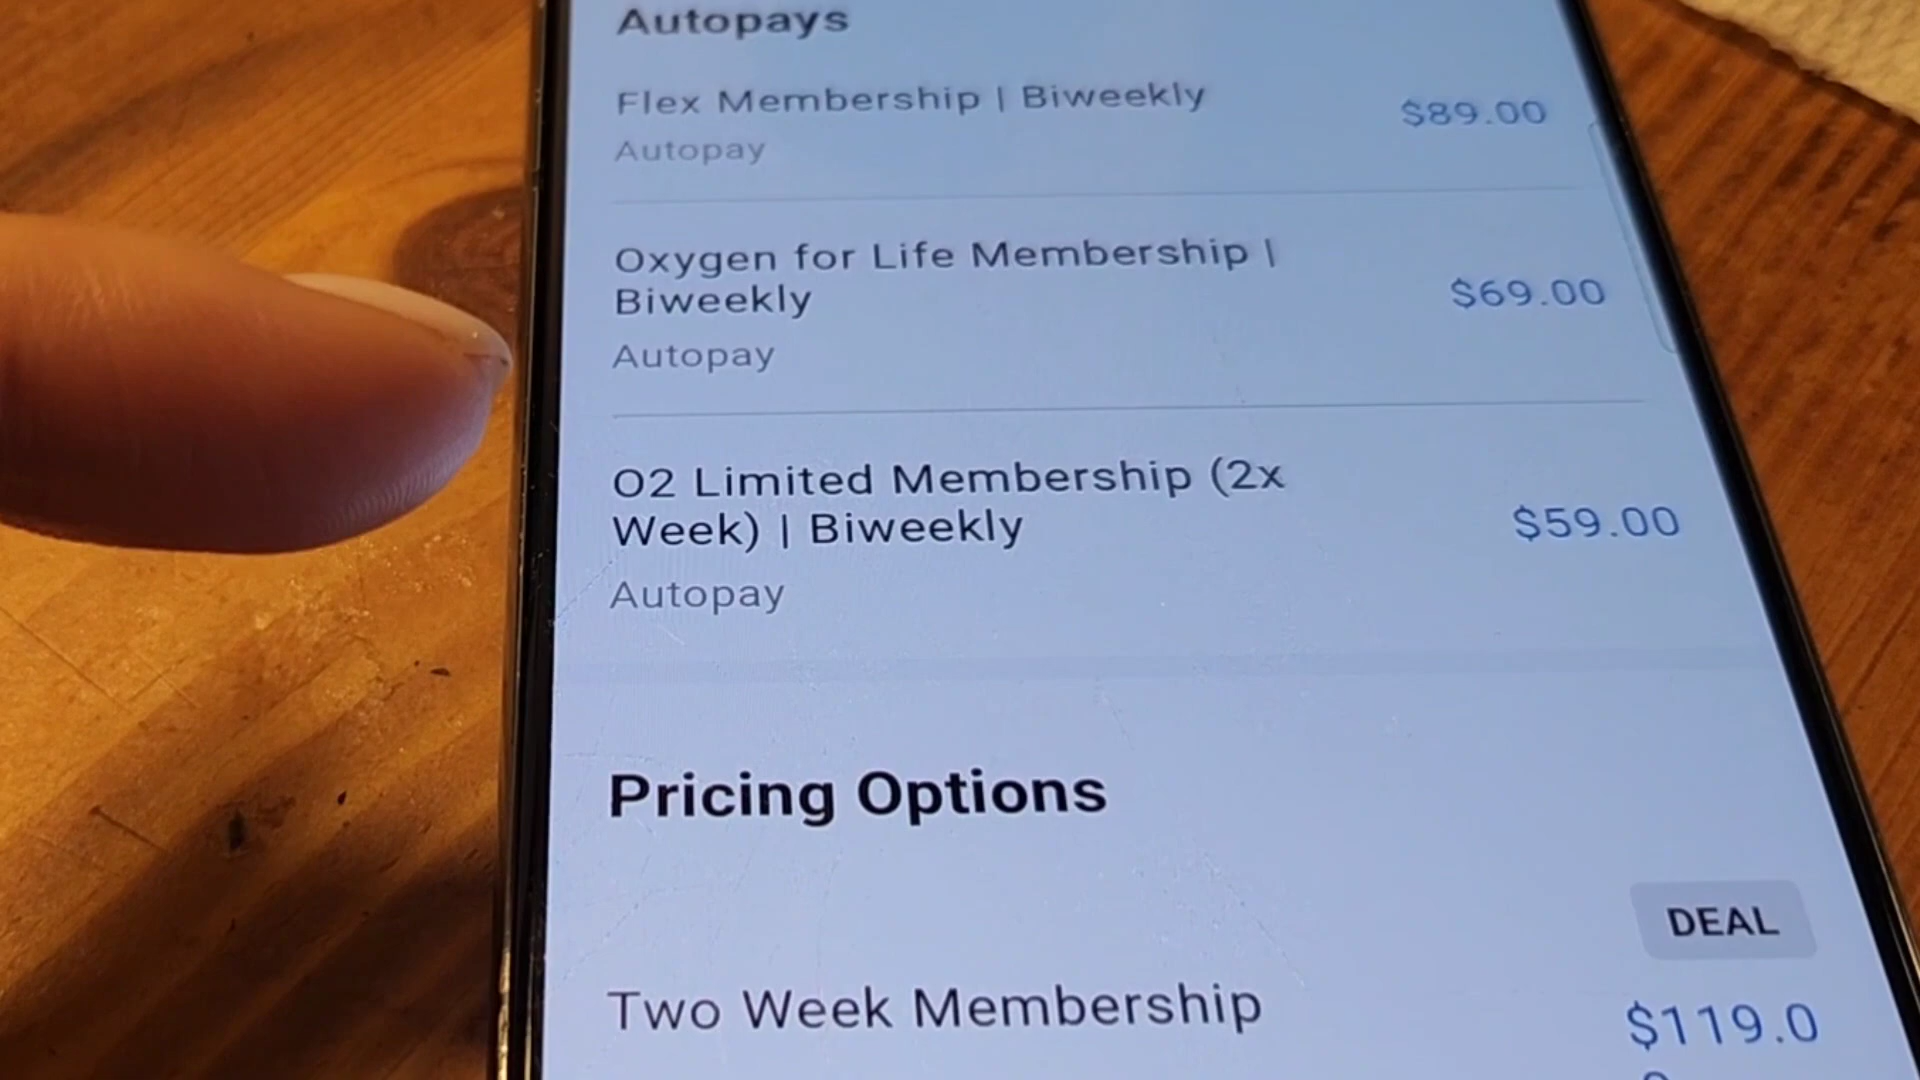 Autopays
Flex Membership | Biweekly
$89.00
Autopay
Oxygen for Life Membership |
Biweekly
$69.00
Autopay
O2 Limited Membership (2x
Week) | Biweekly
$59.00
Autopay
Pricing Options
DEAL
Two Week Membership
$119.0